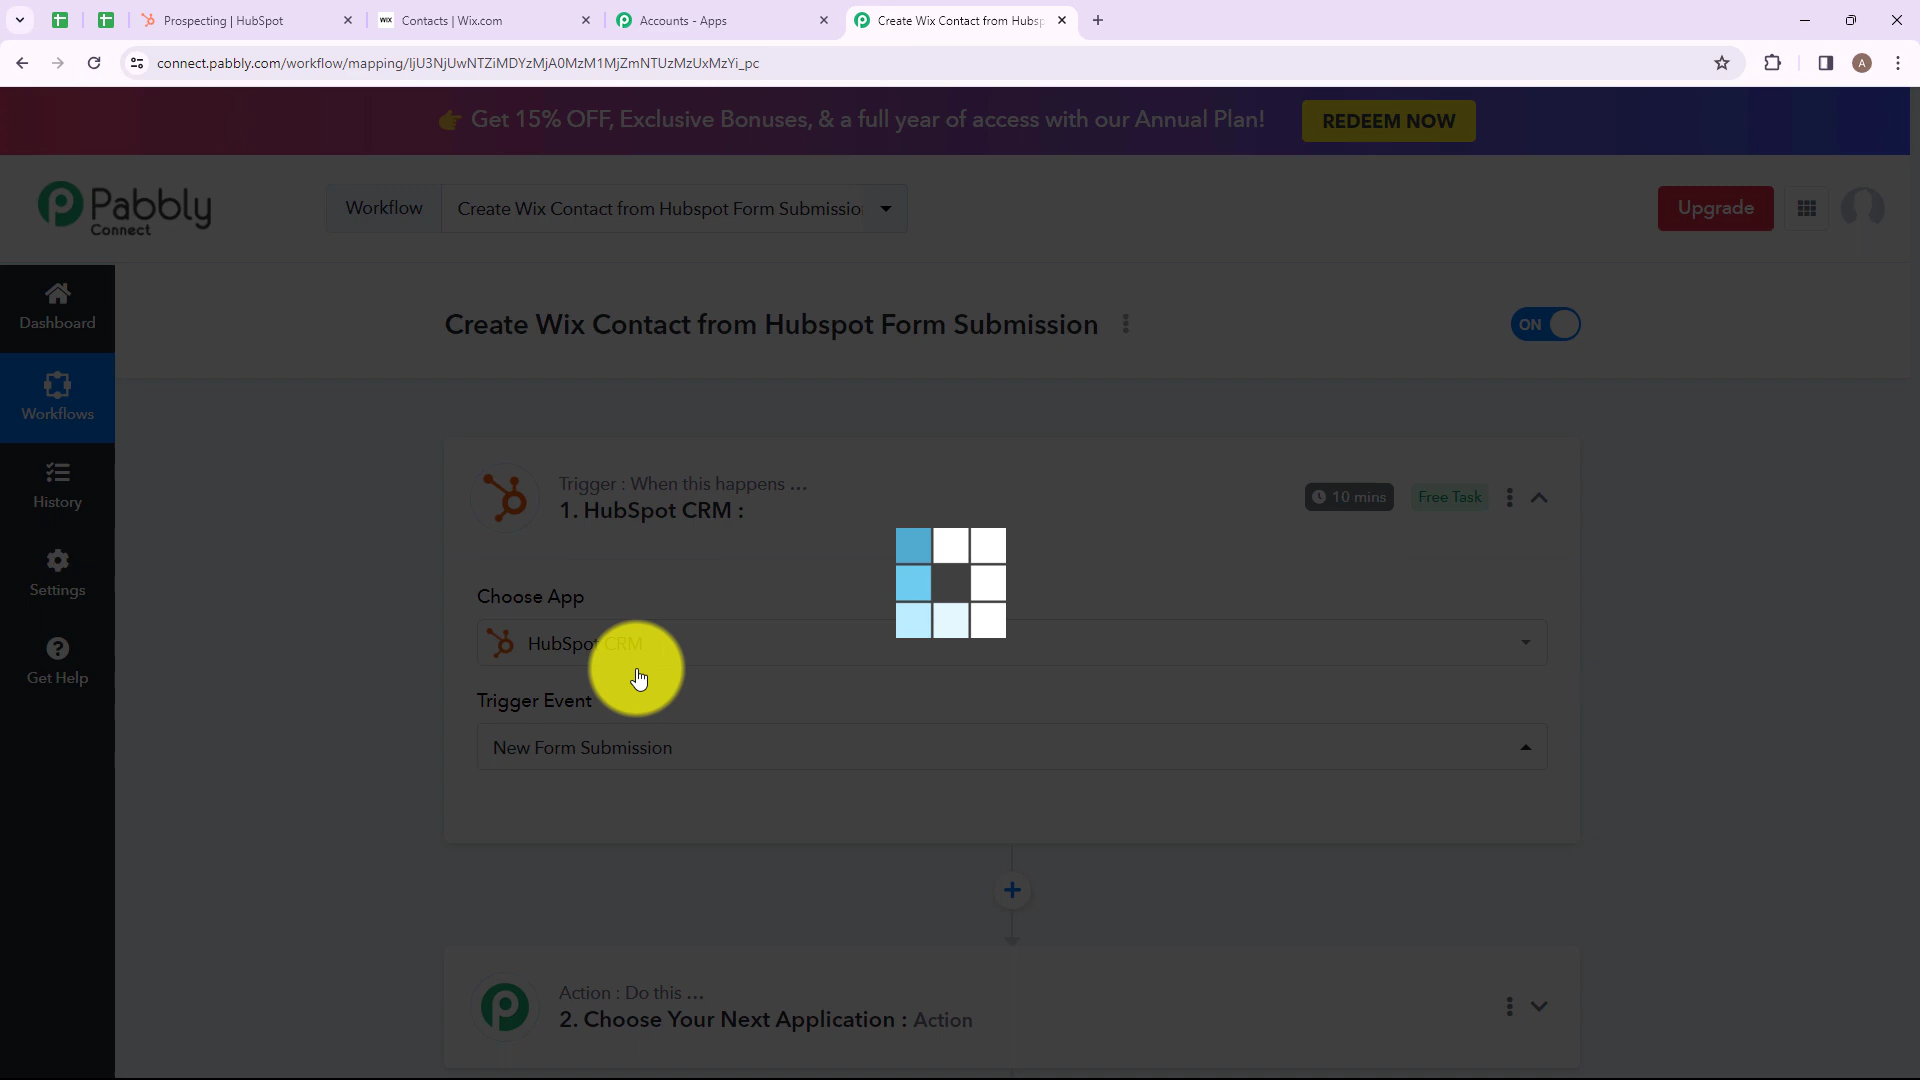 Prospecting | HubSpot
WIX Contacts | Wix.com
Accounts - Apps
Create Wix Contact from Hubsp
connect.pabbly.com/workflow/mapping/IjU3NjUwNTZiMDYzMjA0MzM1MjZmNTUzMzUxMzYi_pc
A
Get 15% OFF, Exclusive Bonuses, & a full year of access with our Annual Plan!
REDEEM NOW
Pabbly
Connect
Workflow
Create Wix Contact from Hubspot Form Submissio
Upgrade
Dashboard
Workflows
History
Settings
Get Help
Create Wix Contact from Hubspot Form Submission
ON
Trigger : When this happens ...
1. HubSpot CRM :
10 mins
Free Task
Choose App
HubSpot CRM
Trigger Event
New Form Submission
Action : Do this ...
2. Choose Your Next Application : Action